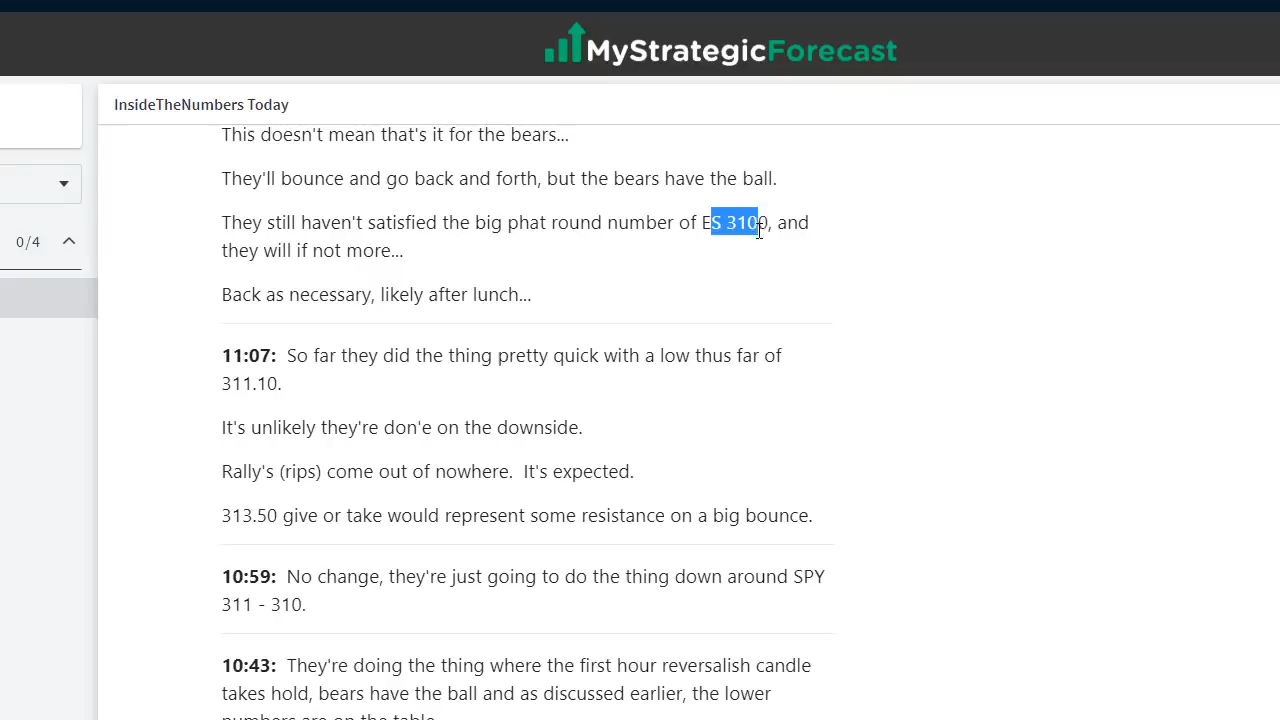 MyStrategicForecast
InsideTheNumbers Today
This doesn't mean that's it for the bears...
They'll bounce and go back and forth, but the bears have the ball.
They still haven't satisfied the big phat round number of ES 3100, and
they will if not more...
0/4
Back as necessary, likely after lunch...
11:07: So far they did the thing pretty quick with a low thus far of
311.10.
It's unlikely they're don'e on the downside.
Rally's (rips) come out of nowhere. It's expected.
313.50 give or take would represent some resistance on a big bounce.
10:59: No change, they're just going to do the thing down around SPY
311 - 310.
10:43: They're doing the thing where the first hour reversalish candle
takes hold, bears have the ball and as discussed earlier, the lower
numbers are on the table.